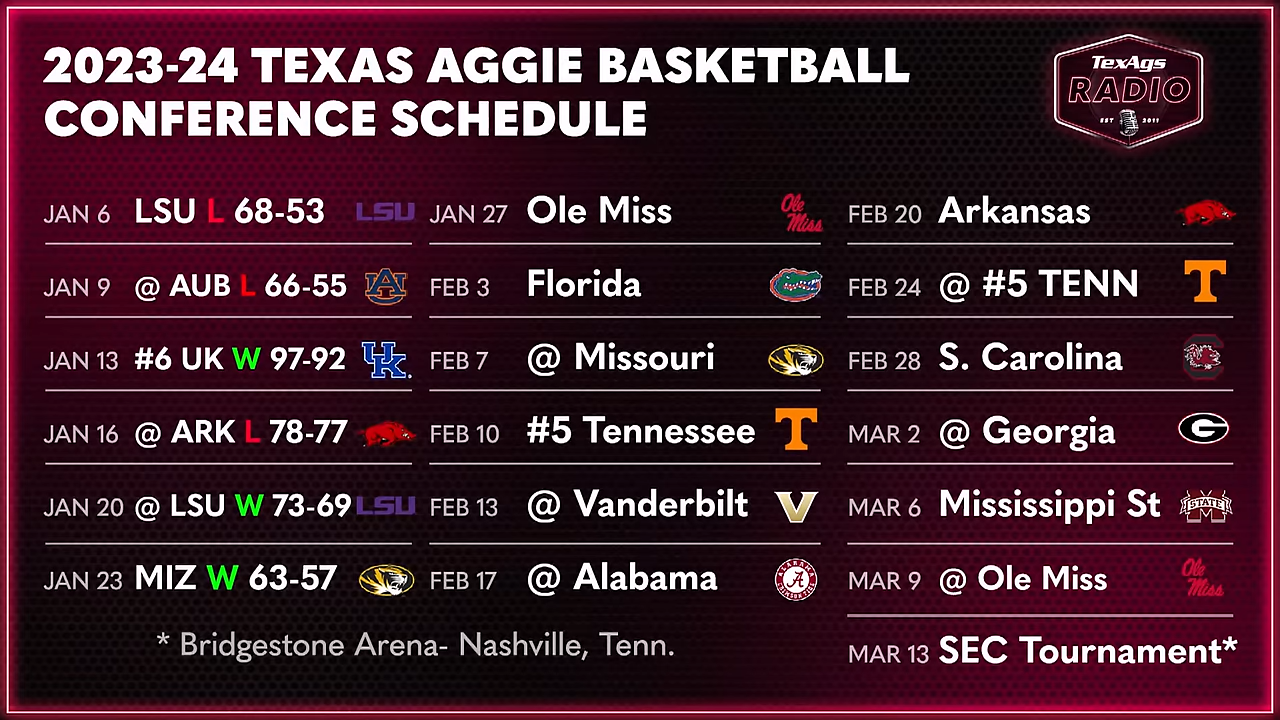 2023-24 TEXAS AGGIE BASKETBALL
CONFERENCE SCHEDULE
TexAgs
RADIO
EST 2011
JAN 6 LSU L 68-53 LSU
JAN 9 @ AUB L 66-55 AU
JAN 13 #6 UK W 97-92 UK
JAN 16 @ ARK L 78-77
JAN 20 @ LSU W 73-69 LSU
JAN 23 MIZ W 63-57
JAN 27 Ole Miss Ole Miss
FEB 3 Florida
FEB 7 @ Missouri
FEB 10 #5 Tennessee T
FEB 13 @ Vanderbilt V
FEB 17 @ Alabama A
FEB 20 Arkansas
FEB 24 @ #5 TENN T
FEB 28 S. Carolina C
MAR 2 @ Georgia G
MAR 6 Mississippi St M STATE
MAR 9 @ Ole Miss Ole Miss
MAR 13 SEC Tournament*
* Bridgestone Arena- Nashville, Tenn.